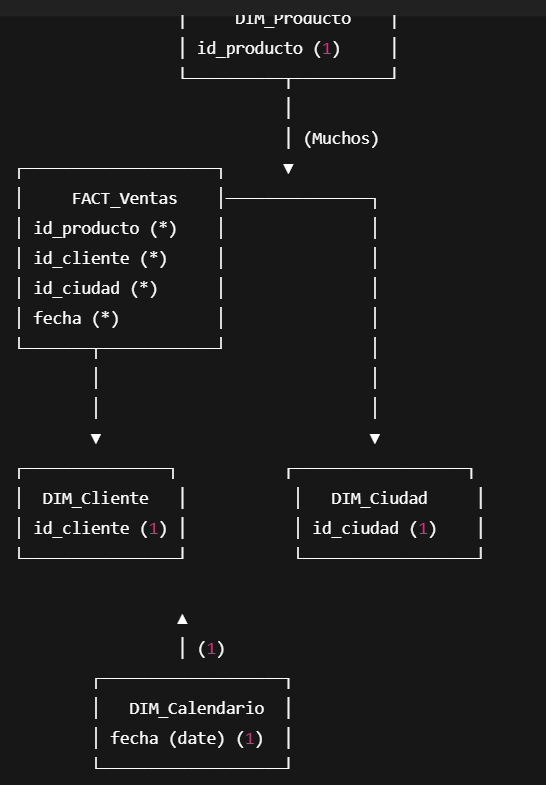 DIM_Producto
id_producto (1)
(Muchos)
FACT_Ventas
id_producto (*)
id_cliente (*)
id_ciudad (*)
fecha (*)
DIM_Cliente
id_cliente (1)
DIM_Ciudad
id_ciudad (1)
(1)
DIM_Calendario
fecha (date) (1)